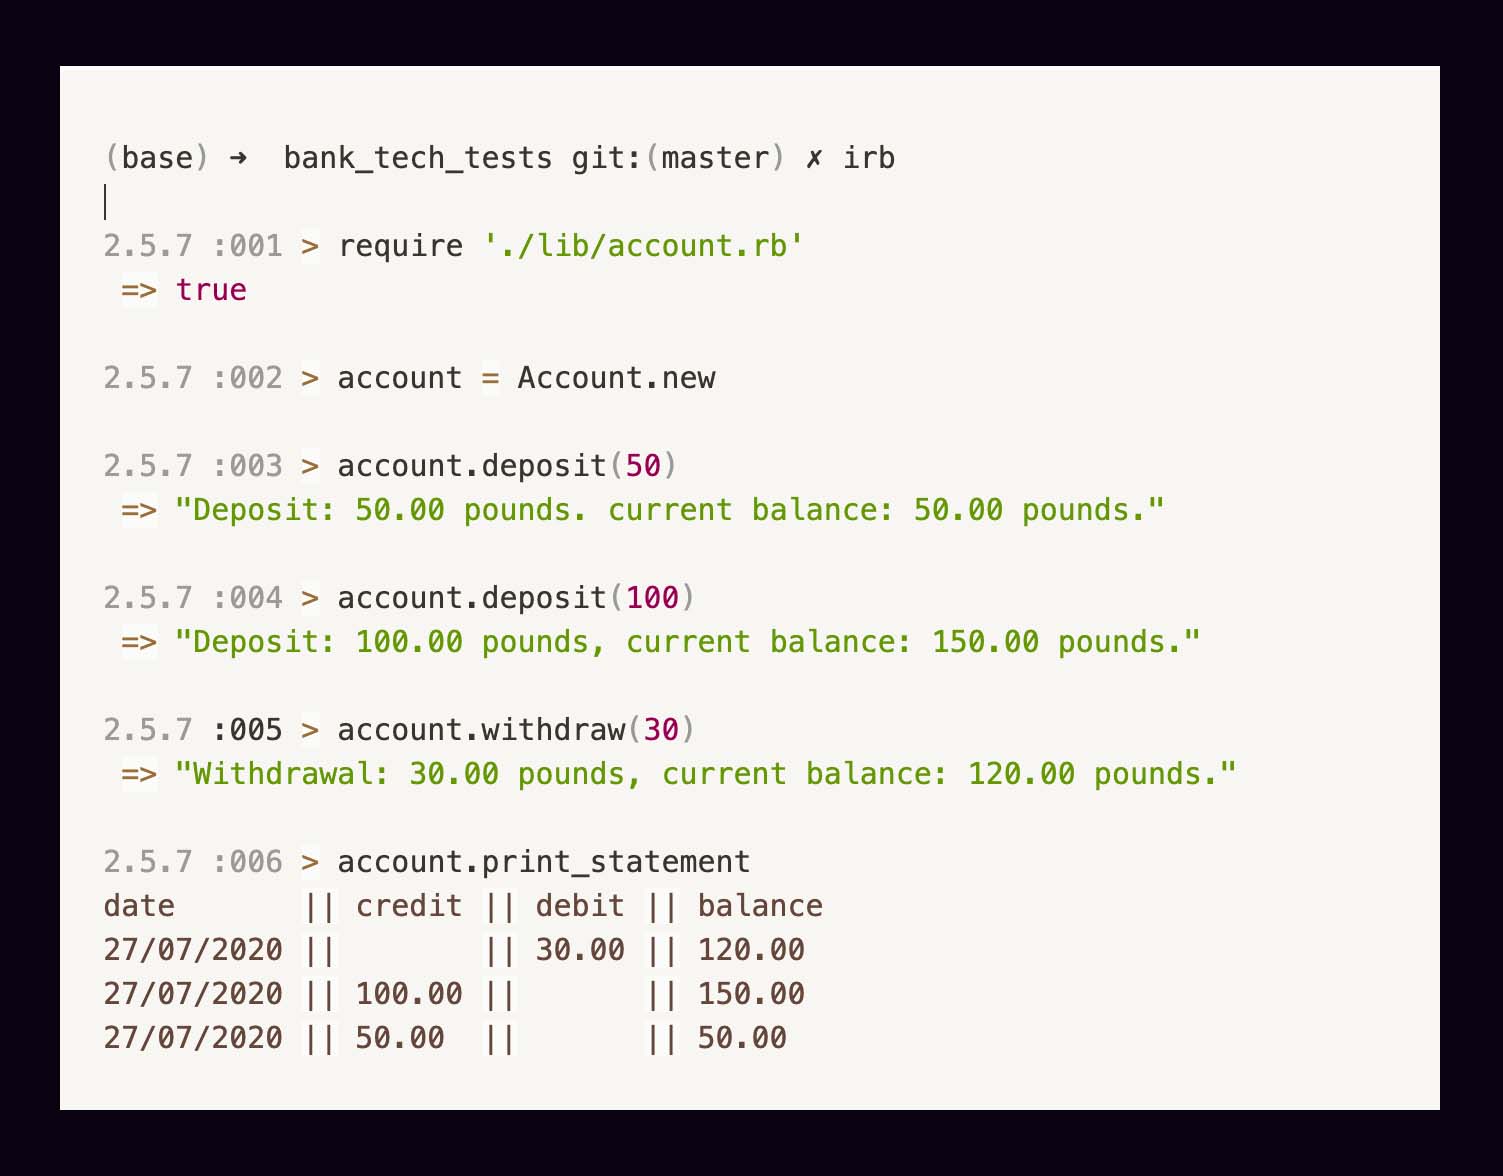 (base) ➜  bank_tech_tests git:(master) ✗ irb
2.5.7 :001 > require './lib/account.rb'
 => true
2.5.7 :002 > account = Account.new
2.5.7 :003 > account.deposit(50)
 => "Deposit: 50.00 pounds. current balance: 50.00 pounds."
2.5.7 :004 > account.deposit(100)
 => "Deposit: 100.00 pounds, current balance: 150.00 pounds."
2.5.7 :005 > account.withdraw(30)
 => "Withdrawal: 30.00 pounds, current balance: 120.00 pounds."
2.5.7 :006 > account.print_statement
date       || credit || debit || balance
27/07/2020 ||        || 30.00 || 120.00
27/07/2020 || 100.00 ||       || 150.00
27/07/2020 || 50.00  ||       || 50.00